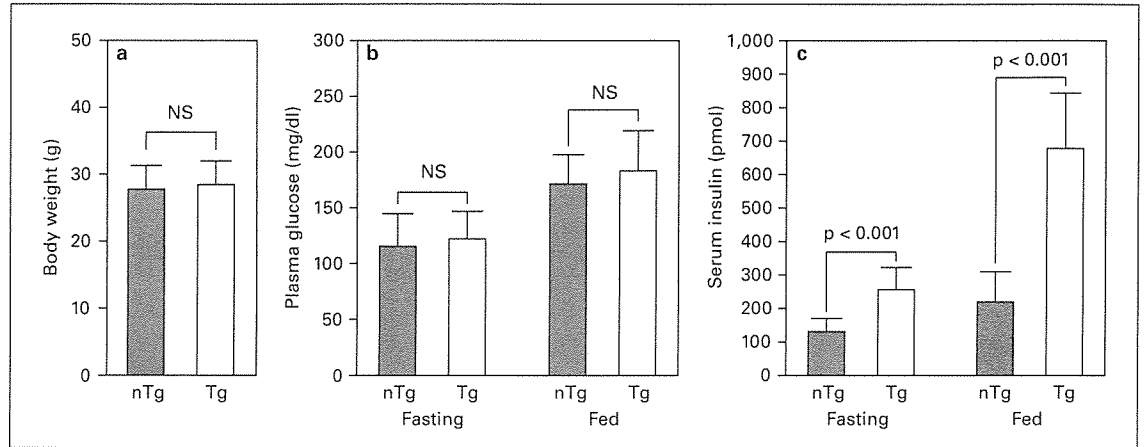 a
Body weight (g)
50
40
30
20
10
0
NS
nTg
Tg
b
Plasma glucose (mg/dl)
300
250
200
150
100
50
0
NS
NS
nTg
Tg
nTg
Tg
Fasting
Fed
c
Serum insulin (pmol)
1,000
900
800
700
600
500
400
300
200
100
0
p < 0.001
p < 0.001
nTg
Tg
nTg
Tg
Fasting
Fed